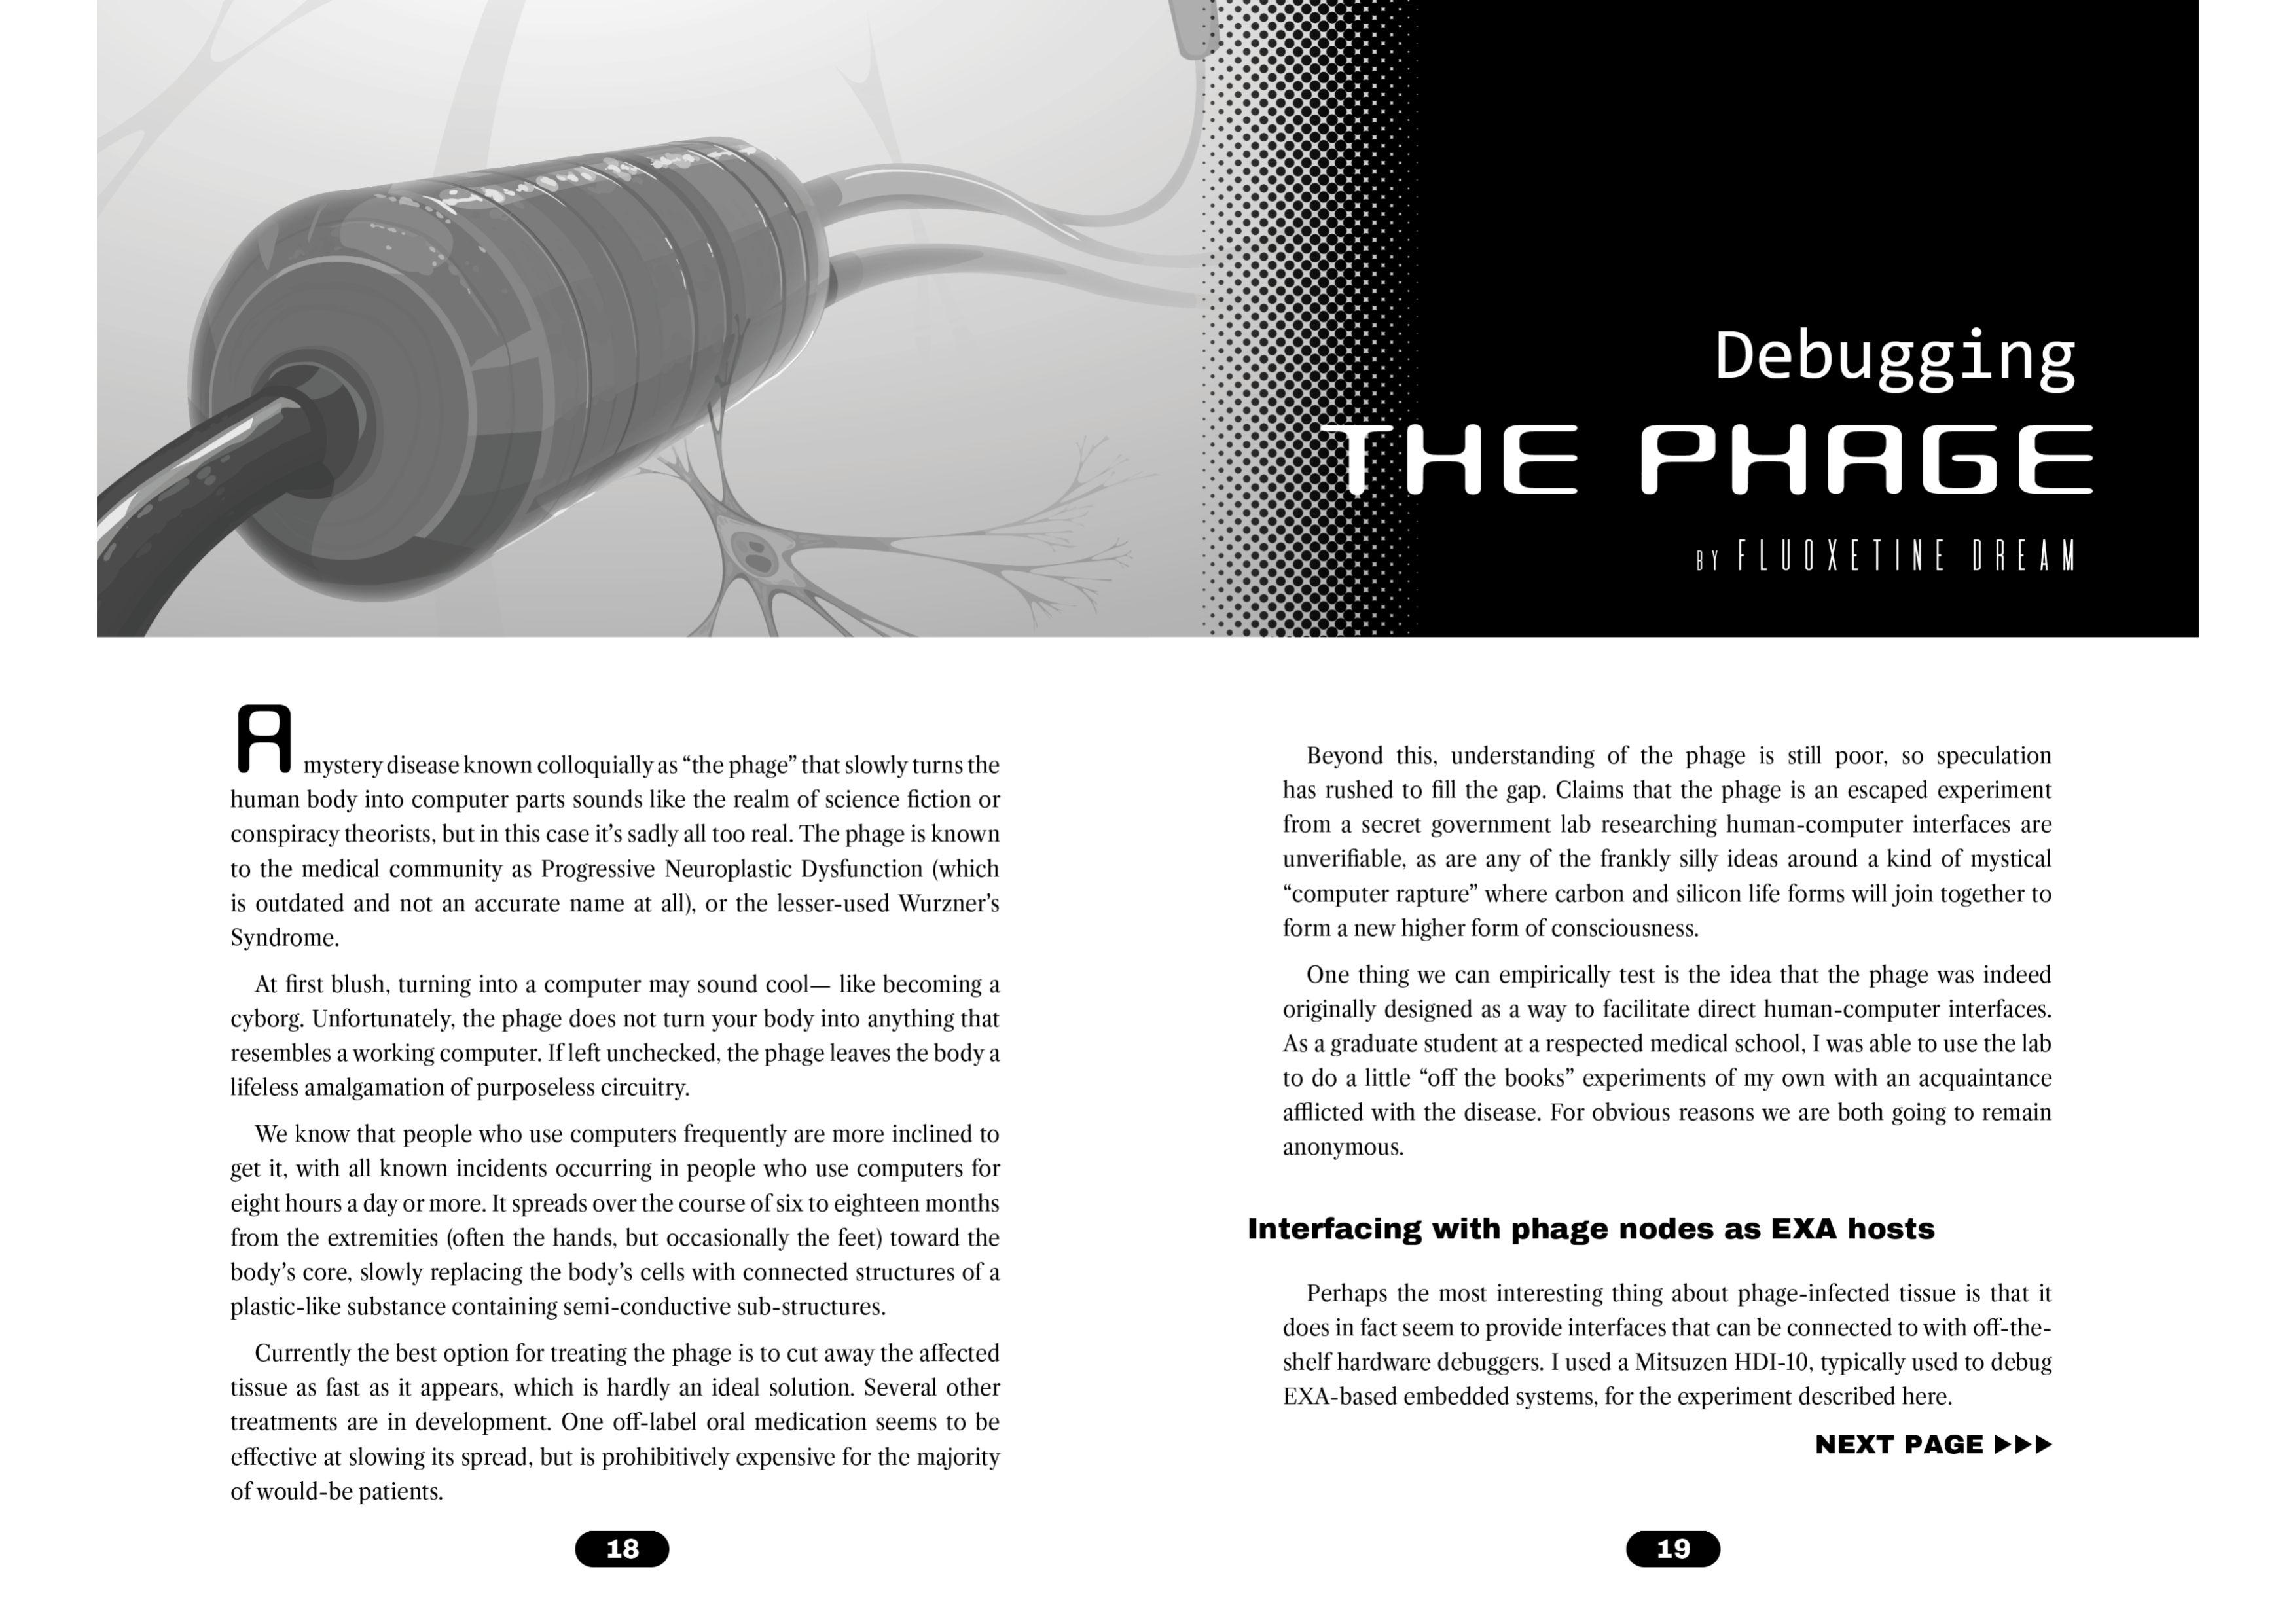 Debugging
THE PHAGE
BY FLUOXETINE DREAM
A mystery disease known colloquially as “the phage” that slowly turns the
human body into computer parts sounds like the realm of science fiction or
conspiracy theorists, but in this case it’s sadly all too real. The phage is known
to the medical community as Progressive Neuroplastic Dysfunction (which
is outdated and not an accurate name at all), or the lesser-used Wurzner’s
Syndrome.
At first blush, turning into a computer may sound cool— like becoming a
cyborg. Unfortunately, the phage does not turn your body into anything that
resembles a working computer. If left unchecked, the phage leaves the body a
lifeless amalgamation of purposeless circuitry.
We know that people who use computers frequently are more inclined to
get it, with all known incidents occurring in people who use computers for
eight hours a day or more. It spreads over the course of six to eighteen months
from the extremities (often the hands, but occasionally the feet) toward the
body’s core, slowly replacing the body’s cells with connected structures of a
plastic-like substance containing semi-conductive sub-structures.
Currently the best option for treating the phage is to cut away the affected
tissue as fast as it appears, which is hardly an ideal solution. Several other
treatments are in development. One off-label oral medication seems to be
effective at slowing its spread, but is prohibitively expensive for the majority
of would-be patients.
18
Beyond this, understanding of the phage is still poor, so speculation
has rushed to fill the gap. Claims that the phage is an escaped experiment
from a secret government lab researching human-computer interfaces are
unverifiable, as are any of the frankly silly ideas around a kind of mystical
“computer rapture” where carbon and silicon life forms will join together to
form a new higher form of consciousness.
One thing we can empirically test is the idea that the phage was indeed
originally designed as a way to facilitate direct human-computer interfaces.
As a graduate student at a respected medical school, I was able to use the lab
to do a little “off the books” experiments of my own with an acquaintance
afflicted with the disease. For obvious reasons we are both going to remain
anonymous.
Interfacing with phage nodes as EXA hosts
Perhaps the most interesting thing about phage-infected tissue is that it
does in fact seem to provide interfaces that can be connected to with off-the-
shelf hardware debuggers. I used a Mitsuzen HDI-10, typically used to debug
EXA-based embedded systems, for the experiment described here.
NEXT PAGE ▶▶▶
19